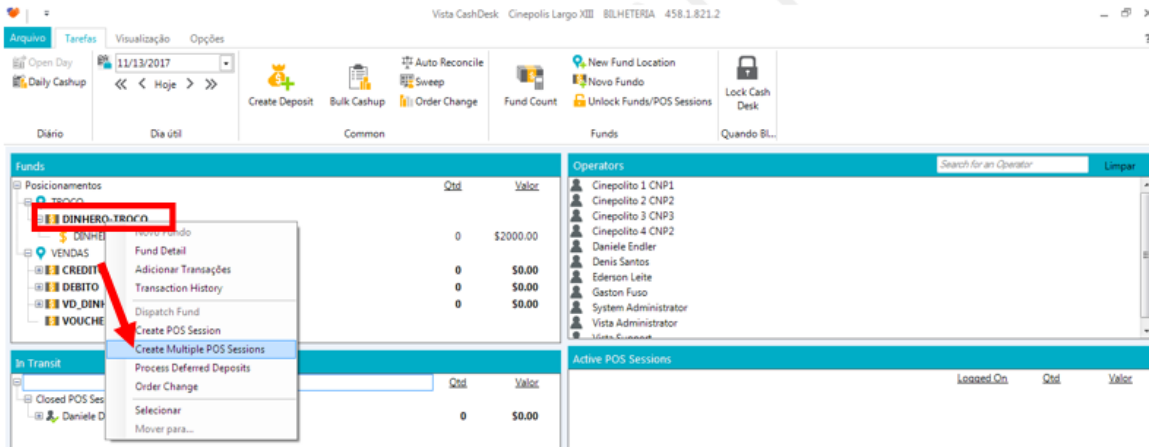 Vista CashDesk Cinepolis Largo XIII BILHETERIA 458.1.821.2
Arquivo Tarefas Visualização Opções
Open Day
Daily Cashup
Diário
11/13/2017
Hoje
Dia útil
Create Deposit
Bulk Cashup
Auto Reconcile
Sweep
Order Change
Common
Fund Count
New Fund Location
Novo Fundo
Unlock Funds/POS Sessions
Funds
Lock Cash
Desk
Quando Bl...
Funds
Posicionamentos Qtd Valor
TROCO
DINHERO-TROCO
DINHE 0 $2000.00
VENDAS
CREDIT 0 $0.00
DEBITO 0 $0.00
VD_DINH 0 $0.00
VOUCHE
Novo Fundo
Fund Detail
Adicionar Transações
Transaction History
Dispatch Fund
Create POS Session
Create Multiple POS Sessions
Process Deferred Deposits
Order Change
Selecionar
Mover para...
In Transit
Qtd Valor
Closed POS Ses
Daniele D 0 $0.00
Operators Search for an Operator Limpar
Cinepolito 1 CNP1
Cinepolito 2 CNP2
Cinepolito 3 CNP3
Cinepolito 4 CNP2
Daniele Endler
Denis Santos
Ederson Leite
Gaston Fuso
System Administrator
Vista Administrator
Vista Support
Active POS Sessions
Logged On Qtd Valor